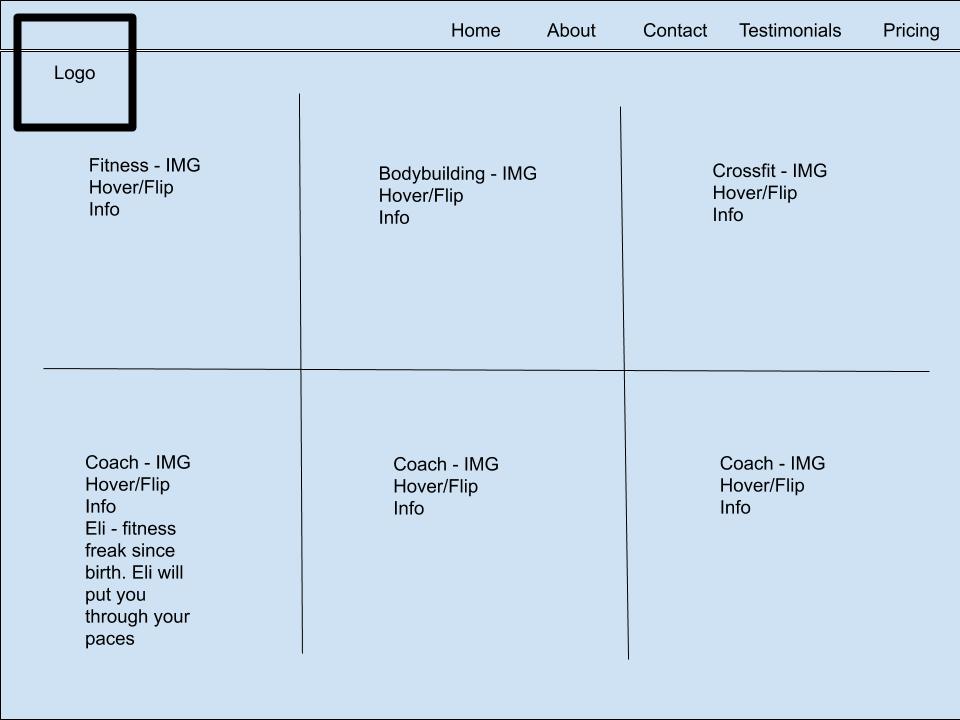 Home About Contact Testimonials Pricing
Logo
Fitness - IMG
Hover/Flip
Info
Bodybuilding - IMG
Hover/Flip
Info
Crossfit - IMG
Hover/Flip
Info
Coach - IMG
Hover/Flip
Info
Eli - fitness
freak since
birth. Eli will
put you
through your
paces
Coach - IMG
Hover/Flip
Info
Coach - IMG
Hover/Flip
Info